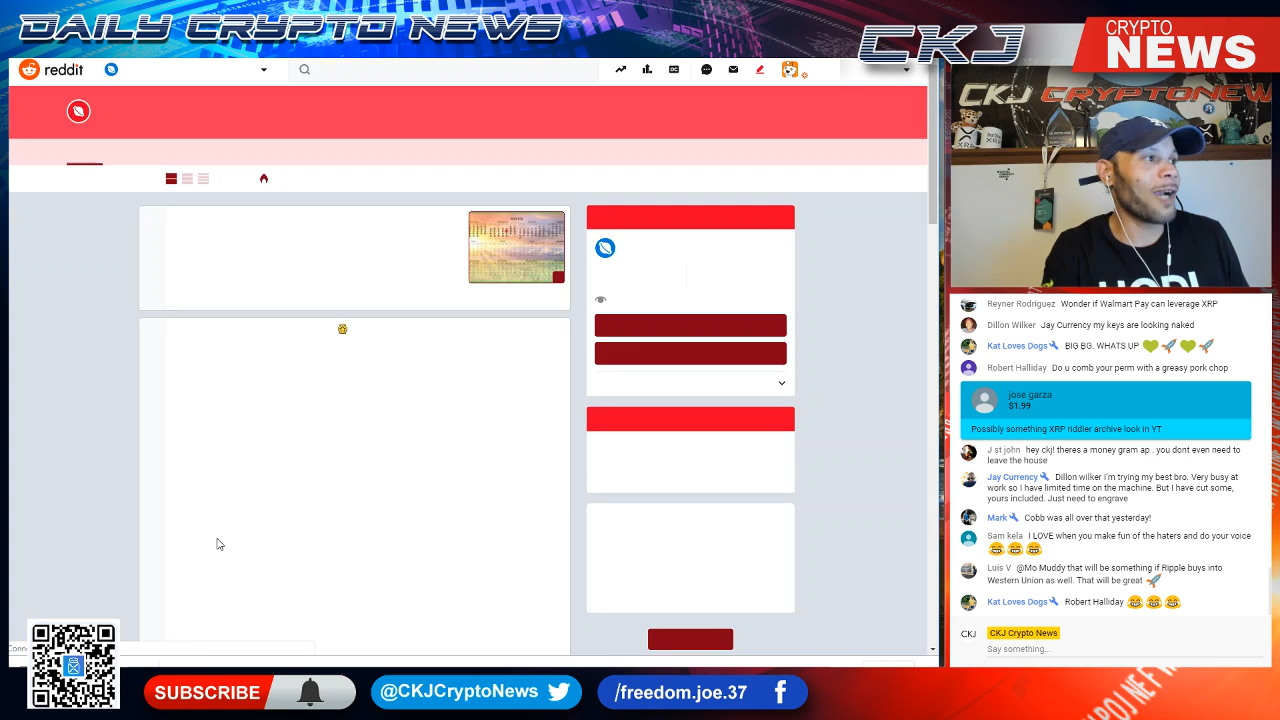 DAILY CRYPTO NEWS
CKJ
CRYPTO
NEWS
reddit
CKJ CRYPTONEW
XRP
HODL
Reyner Rodriguez Wonder if Walmart Pay can leverage XRP
Dillon Wilker Jay Currency my keys are looking naked
Kat Loves Dogs BIG BG. WHATS UP
Robert Halliday Do u comb your perm with a greasy pork chop
jose garza
$1.99
Possibly something XRP riddler archive look in YT
J st john hey ckj! theres a money gram ap . you dont even need to
leave the house
Jay Currency Dillon wilker I'm trying my best bro. Very busy at
work so I have limited time on the machine. But I have cut some,
yours included. Just need to engrave
Mark Cobb was all over that yesterday!
Sam kela I LOVE when you make fun of the haters and do your voice
Luis V @Mo Muddy that will be something if Ripple buys into
Western Union as well. That will be great
Kat Loves Dogs Robert Halliday
CKJ CKJ Crypto News
Say something...
Conne
SUBSCRIBE
@CKJCryptoNews
/freedom.joe.37